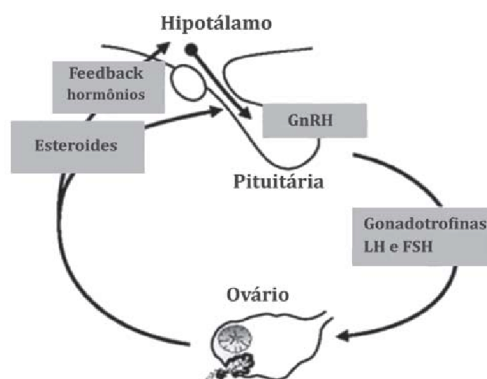 Hipotálamo
Feedback
hormônios
GnRH
Esteroides
Pituitária
Gonadotrofinas
LH e FSH
Ovário